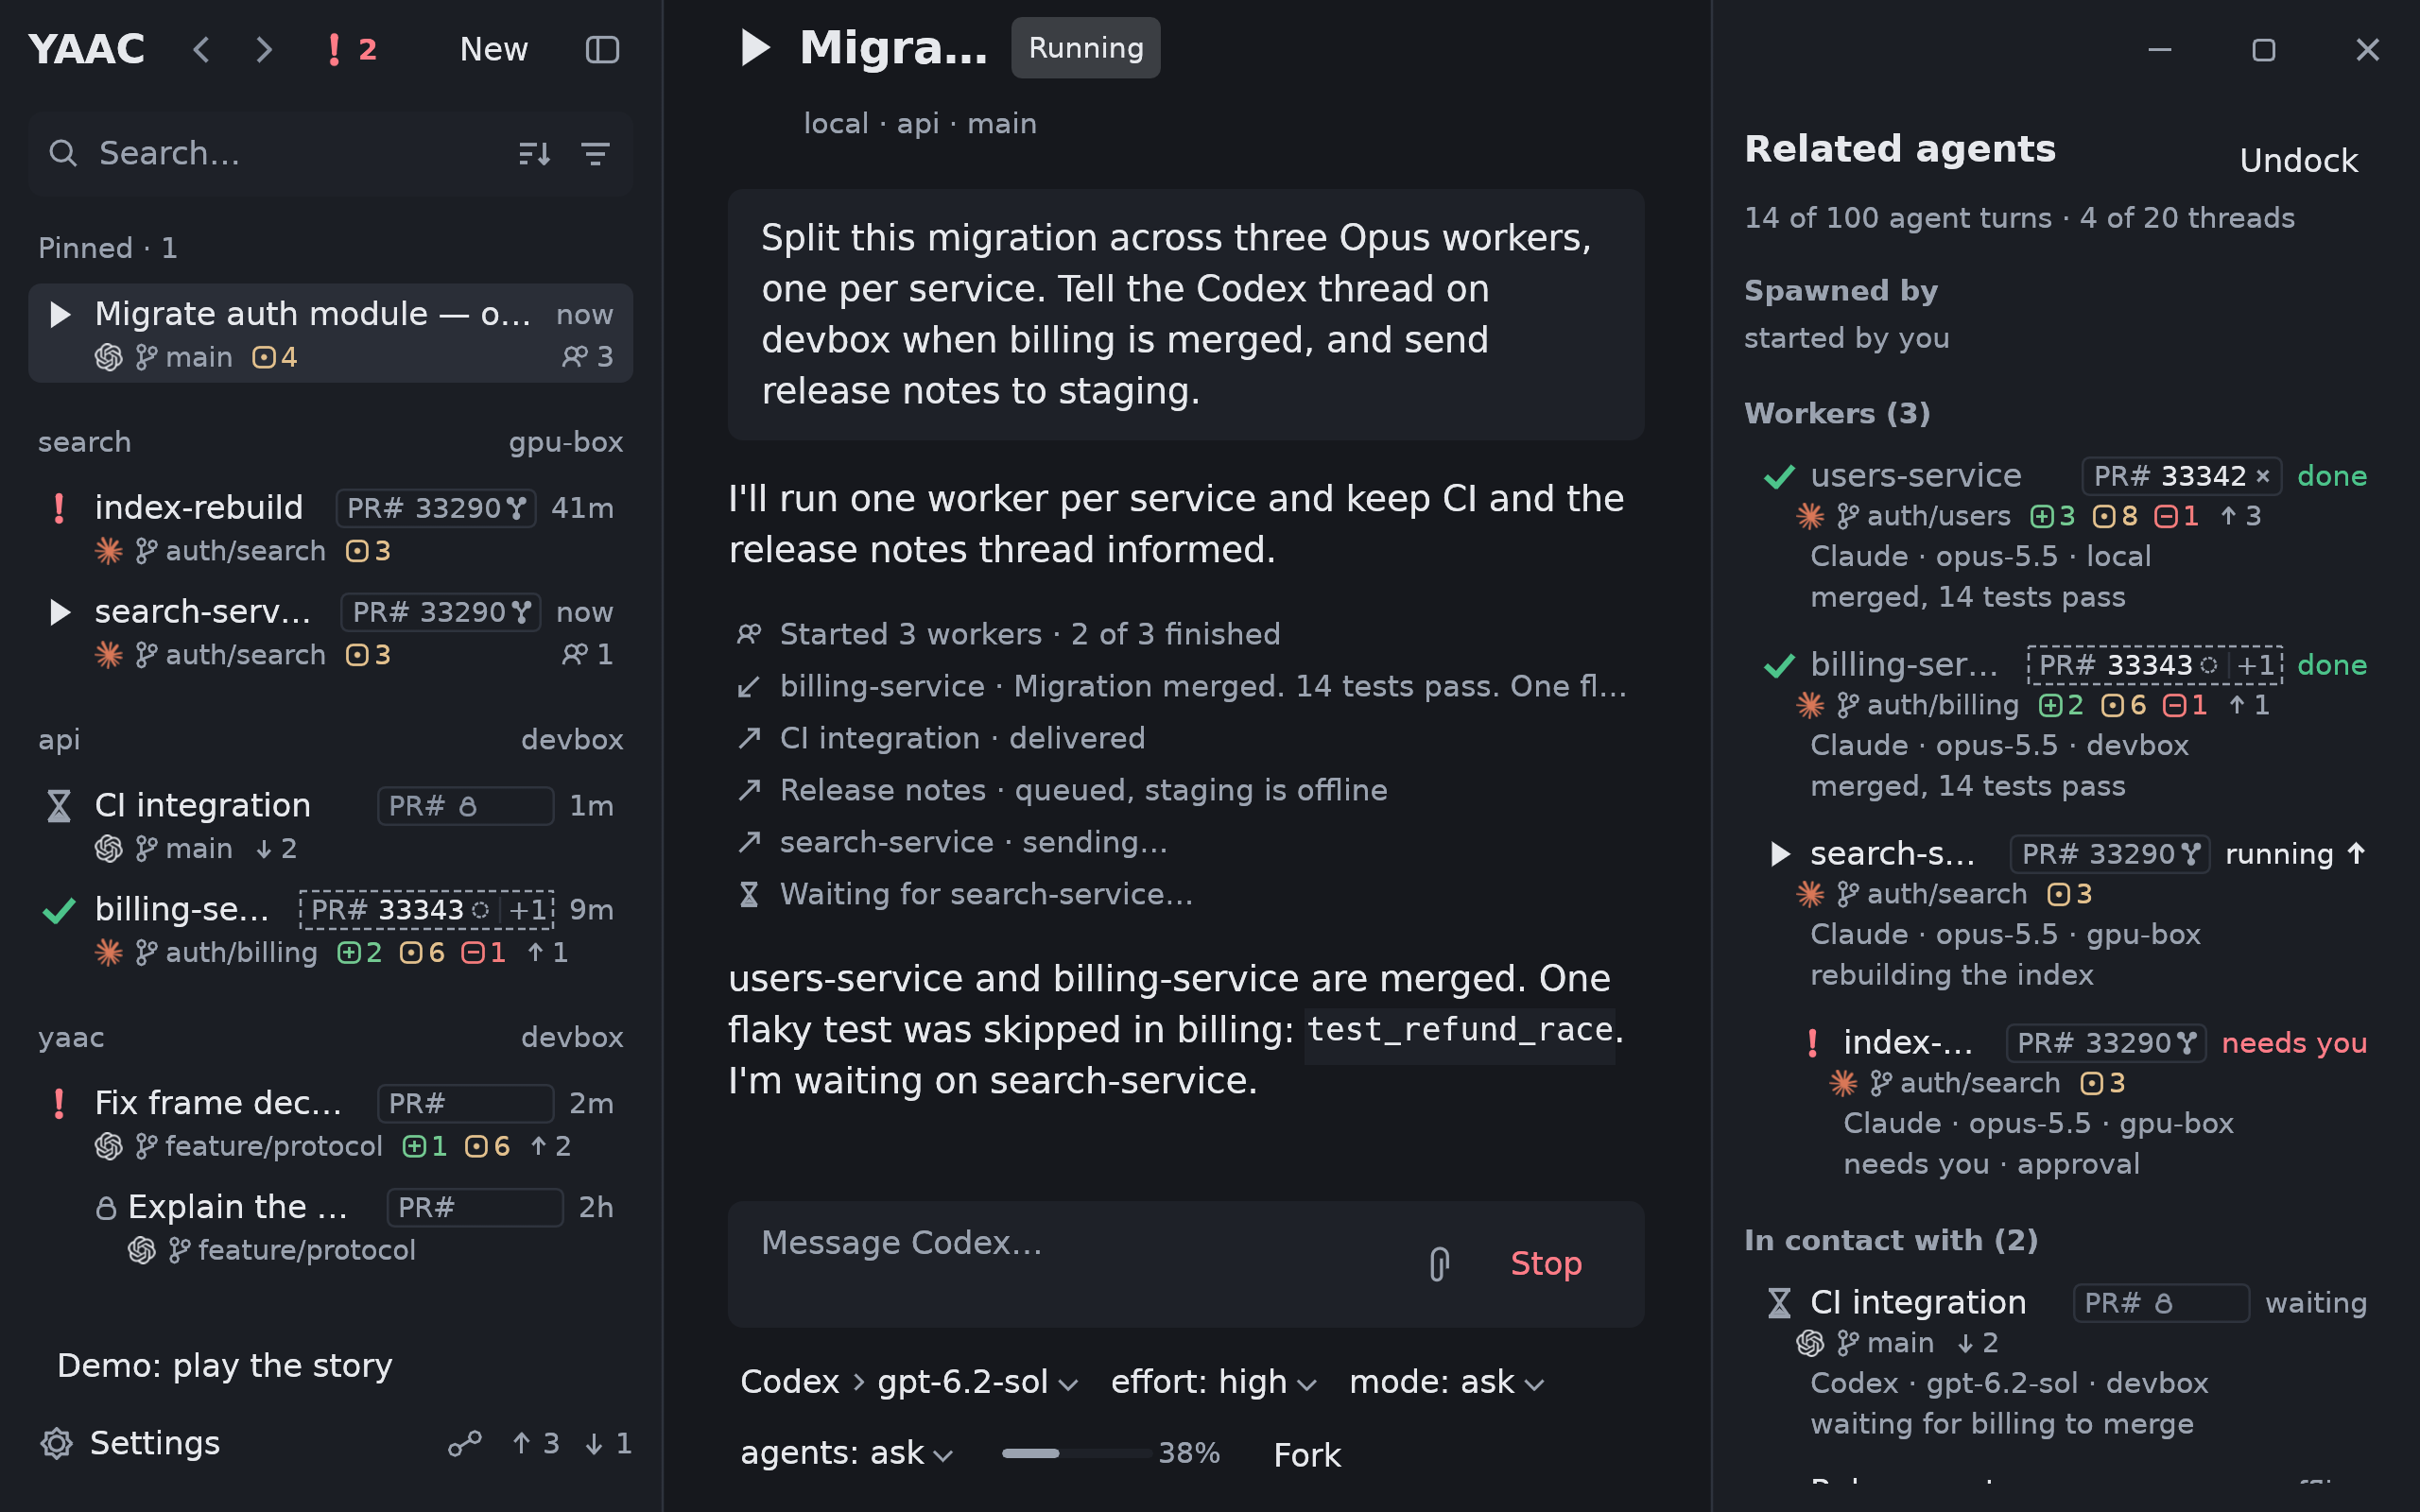 YAAC
2
New
Search...
Pinned · 1
Migrate auth module — o... now
main 4 3
search gpu-box
index-rebuild PR# 33290 41m
auth/search 3
search-serv... PR# 33290 now
auth/search 3 1
api devbox
CI integration PR# 1m
main ↓ 2
billing-se... PR# 33343 +1 9m
auth/billing 2 6 1 ↑ 1
yaac devbox
Fix frame dec... PR# 2m
feature/protocol 1 6 ↑ 2
Explain the ... PR# 2h
feature/protocol
Demo: play the story
Settings ↑ 3 ↓ 1
Migra... Running
local · api · main
Split this migration across three Opus workers,
one per service. Tell the Codex thread on
devbox when billing is merged, and send
release notes to staging.
I'll run one worker per service and keep CI and the
release notes thread informed.
Started 3 workers · 2 of 3 finished
billing-service · Migration merged. 14 tests pass. One fl...
CI integration · delivered
Release notes · queued, staging is offline
search-service · sending...
Waiting for search-service...
users-service and billing-service are merged. One
flaky test was skipped in billing: test_refund_race.
I'm waiting on search-service.
Message Codex...
Stop
Codex > gpt-6.2-sol effort: high mode: ask
agents: ask 38% Fork
Related agents
Undock
14 of 100 agent turns · 4 of 20 threads
Spawned by
started by you
Workers (3)
users-service PR# 33342 × done
auth/users 3 8 1 ↑ 3
Claude · opus-5.5 · local
merged, 14 tests pass
billing-ser... PR# 33343 +1 done
auth/billing 2 6 1 ↑ 1
Claude · opus-5.5 · devbox
merged, 14 tests pass
search-s... PR# 33290 running ↑
auth/search 3
Claude · opus-5.5 · gpu-box
rebuilding the index
index-... PR# 33290 needs you
auth/search 3
Claude · opus-5.5 · gpu-box
needs you · approval
In contact with (2)
CI integration PR# waiting
main ↓ 2
Codex · gpt-6.2-sol · devbox
waiting for billing to merge